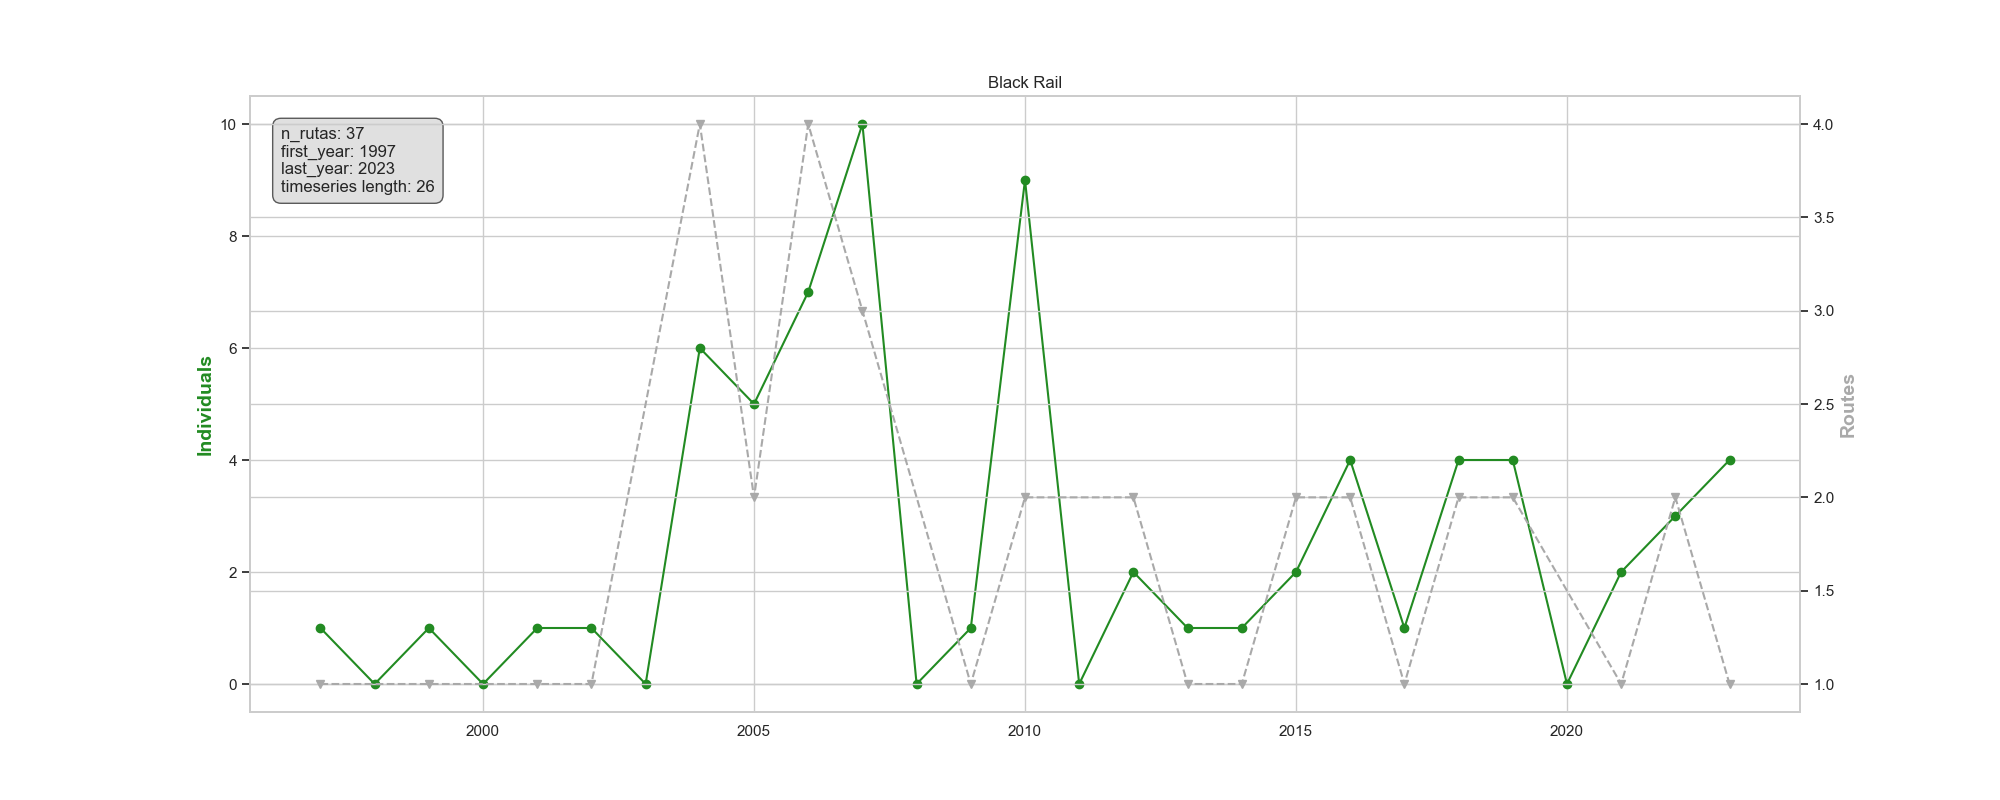 Black Rail
n_rutas: 37
first_year: 1997
last_year: 2023
timeseries length: 26
Individuals
10
8
6
4
2
0
4.0
3.5
3.0
2.5
2.0
1.5
1.0
Routes
2000 2005 2010 2015 2020